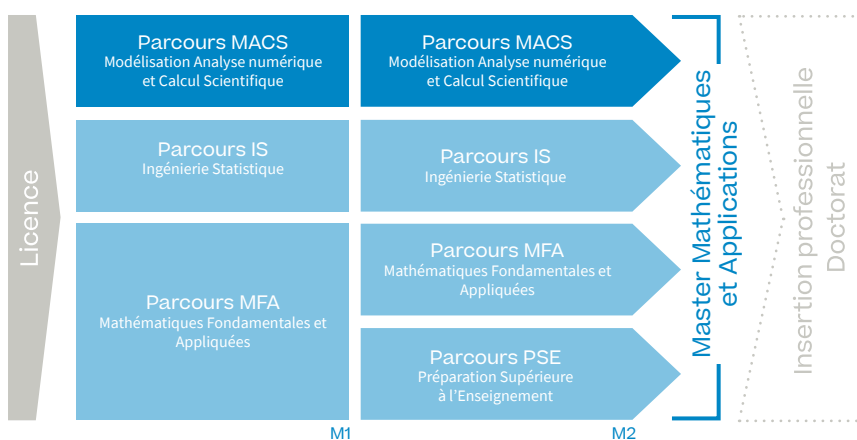 Licence
Parcours MACS
Modélisation Analyse numérique
et Calcul Scientifique
Parcours IS
Ingénierie Statistique
Parcours MFA
Mathématiques Fondamentales et
Appliquées
M1
Parcours MACS
Modélisation Analyse numérique
et Calcul Scientifique
Parcours IS
Ingénierie Statistique
Parcours MFA
Mathématiques Fondamentales et
Appliquées
Parcours PSE
Préparation Supérieure
à l'Enseignement
M2
Master Mathématiques
et Applications
Insertion professionnelle
Doctorat